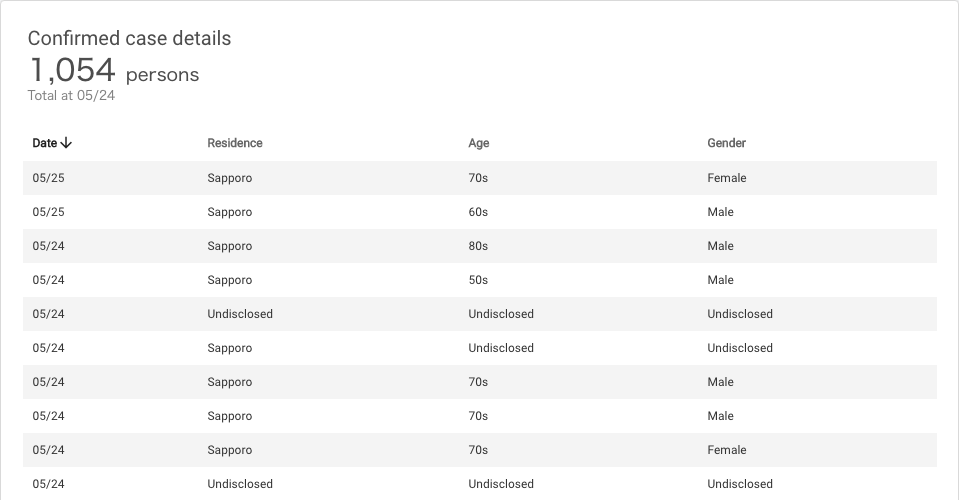 Confirmed case details
1,054 persons
Total at 05/24
Date Residence Age Gender
05/25 Sapporo 70s Female
05/25 Sapporo 60s Male
05/24 Sapporo 80s Male
05/24 Sapporo 50s Male
05/24 Undisclosed Undisclosed Undisclosed
05/24 Sapporo Undisclosed Undisclosed
05/24 Sapporo 70s Male
05/24 Sapporo 70s Male
05/24 Sapporo 70s Female
05/24 Undisclosed Undisclosed Undisclosed